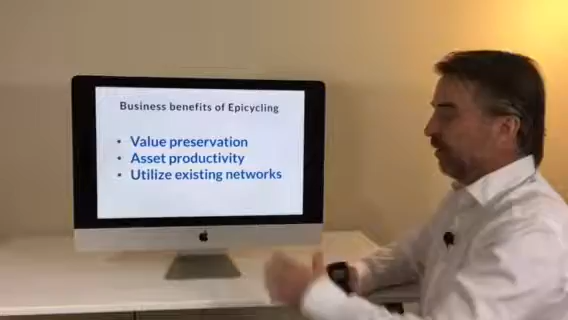 Business benefits of Epicycling
• Value preservation
• Asset productivity
• Utilize existing networks